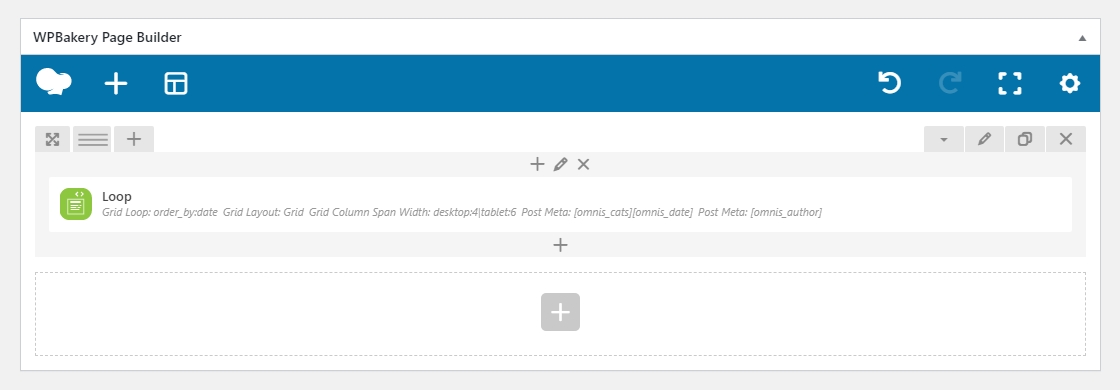 WPBakery Page Builder
Loop
Grid Loop: order_by:date Grid Layout: Grid Grid Column Span Width: desktop:4|tablet:6 Post Meta: [omnis_cats][omnis_date] Post Meta: [omnis_author]